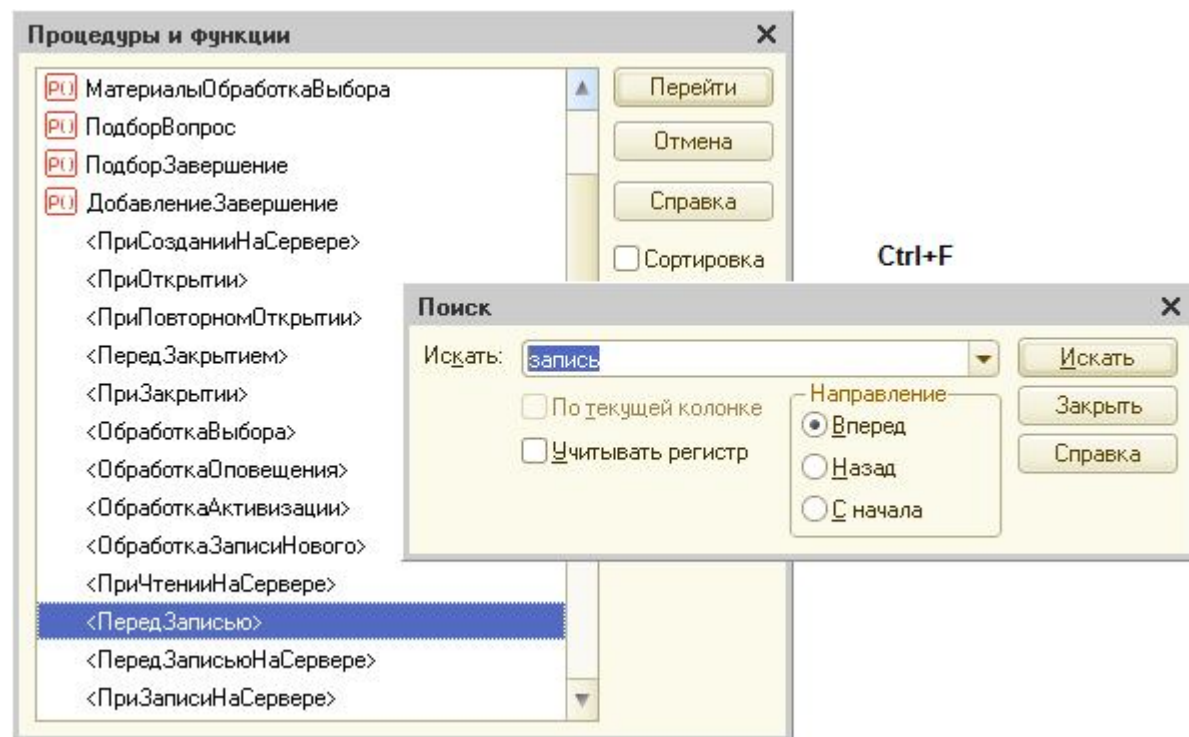 Процедуры и функции
МатериалыОбработкаВыбора
ПодборВопрос
ПодборЗавершение
ДобавлениеЗавершение
<ПриСозданииНаСервере>
<ПриОткрытии>
<ПриПовторномОткрытии>
<ПередЗакрытием>
<ПриЗакрытии>
<ОбработкаВыбора>
<ОбработкаОповещения>
<ОбработкаАктивизации>
<ОбработкаЗаписиНового>
<ПриЧтенииНаСервере>
<ПередЗаписью>
<ПередЗаписьюНаСервере>
<ПриЗаписиНаСервере>
Перейти
Отмена
Справка
Сортировка
Ctrl+F
Поиск
Искать: запись
По текущей колонке
Учитывать регистр
Направление
Вперед
Назад
С начала
Искать
Закрыть
Справка